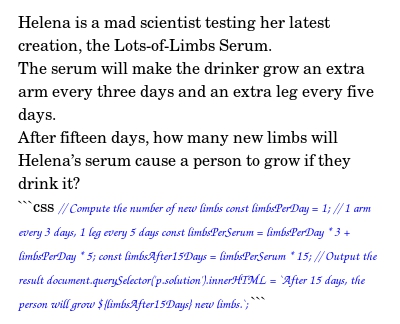 Helena is a mad scientist testing her latest
creation, the Lots-of-Limbs Serum.
The serum will make the drinker grow an extra
arm every three days and an extra leg every five
days.
After fifteen days, how many new limbs will
Helena’s serum cause a person to grow if they
drink it?
```css // Compute the number of new limbs const limbsPerDay = 1; // 1 arm
every 3 days, 1 leg every 5 days const limbsPerSerum = limbsPerDay * 3 +
limbsPerDay * 5; const limbsAfter15Days = limbsPerSerum * 15; // Output the
result document.querySelector('p.solution').innerHTML = `After 15 days, the
person will grow ${limbsAfter15Days} new limbs.`; ```